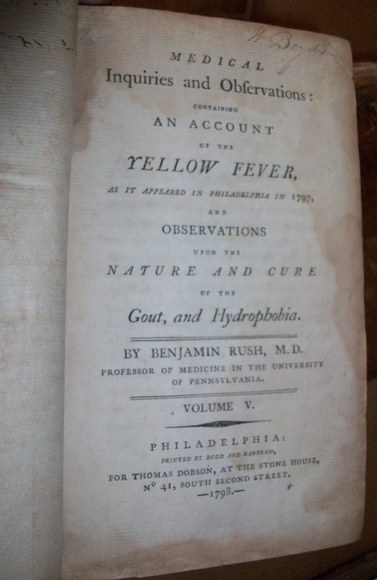 MEDICAL
Inquiries and Obſervations:
CONTAINING
AN ACCOUNT
OF THE
YELLOW FEVER,
AS IT APPEARED IN PHILADELPHIA IN 1797,
AND
OBSERVATIONS
UPON THE
NATURE AND CURE
OF THE
Gout, and Hydrophobia.
BY BENJAMIN RUSH, M.D.
PROFESSOR OF MEDICINE IN THE UNIVERSITY
OF PENNSYLVANIA.
VOLUME V.
PHILADELPHIA:
PRINTED BY BUDD AND BARTRAM,
FOR THOMAS DOBSON, AT THE STONE HOUSE,
Nº 41, SOUTH SECOND STREET.
—1798.—